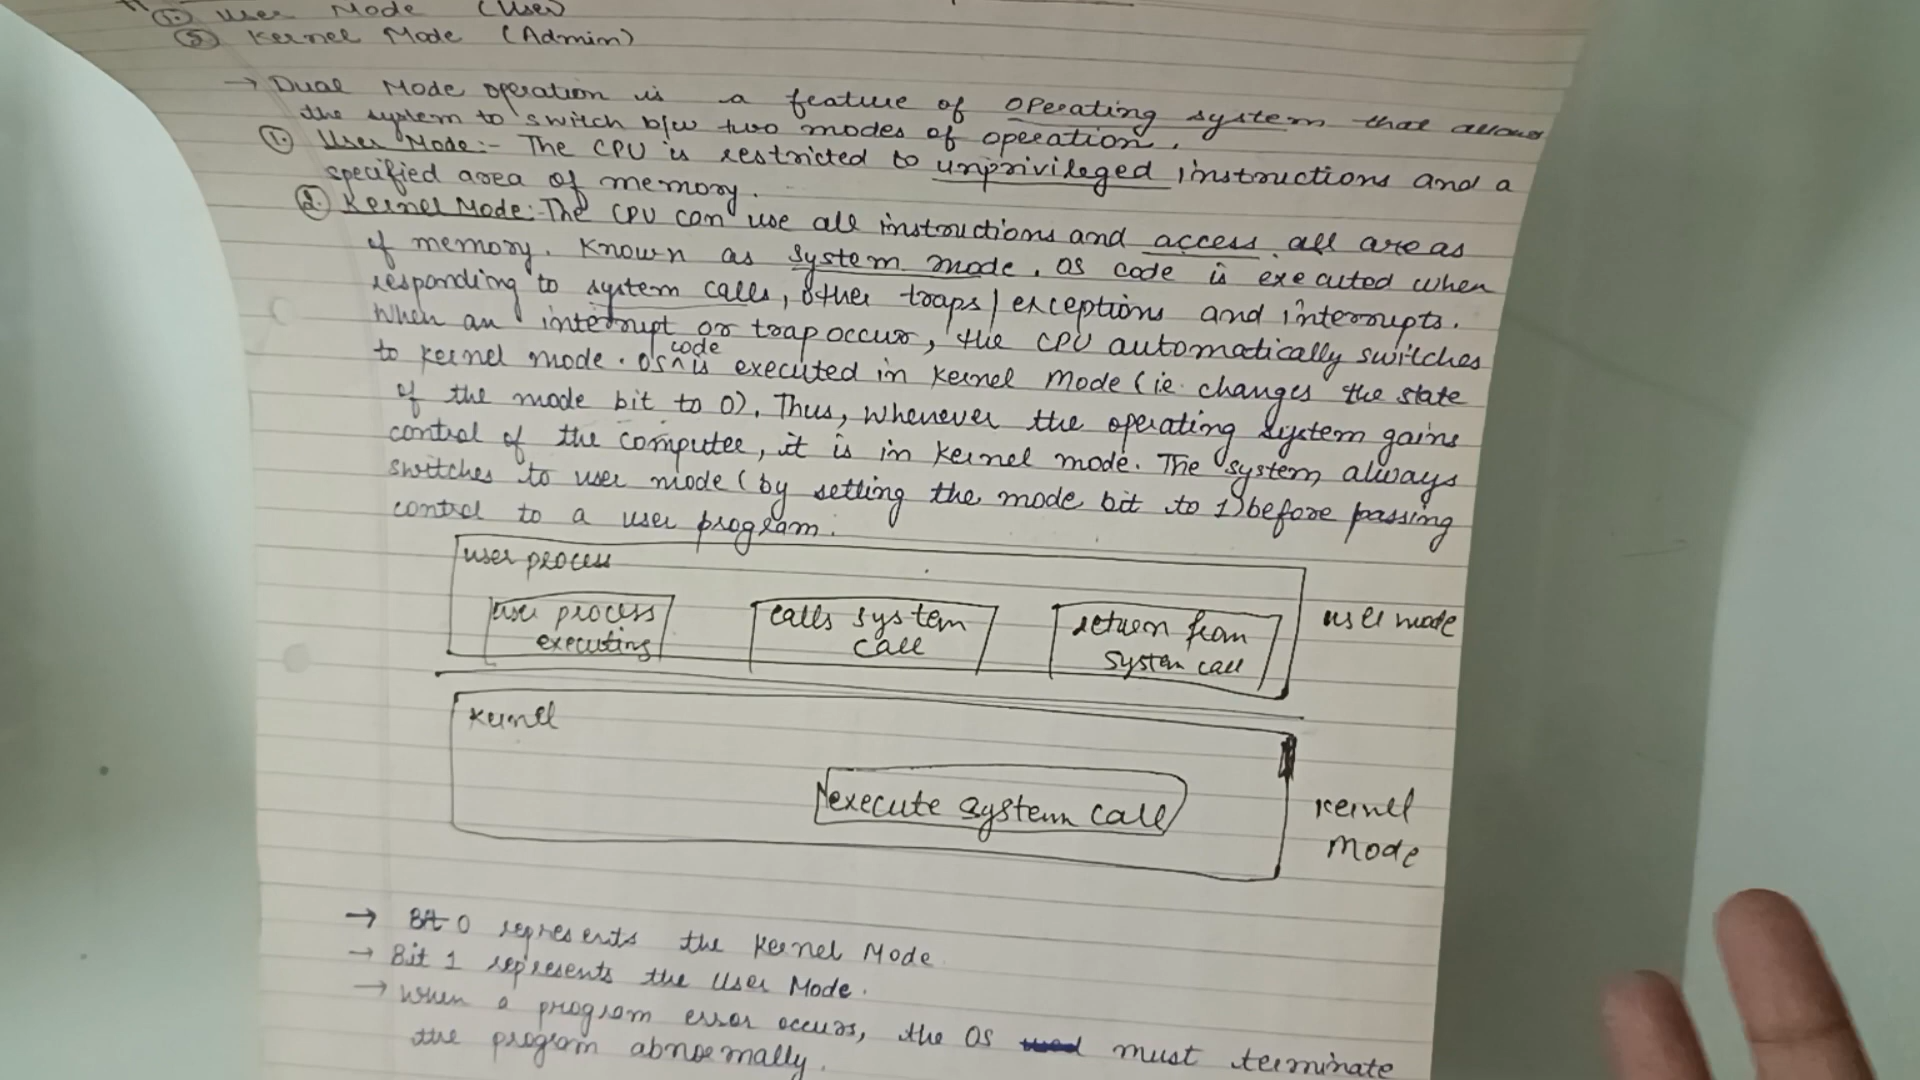 ① User Mode (User)
② Kernel Mode (Admin)
→ Dual Mode operation is a feature of operating system that allows
the system to switch b/w two modes of operation.
① User Mode:- The CPU is restricted to unprivileged instructions and a
specified area of memory.
② Kernel Mode:- The CPU can use all instructions and access all areas
of memory. Known as system mode. OS code is executed when
responding to system calls, other traps/exceptions and interrupts.
When an interrupt or trap occurs, the CPU automatically switches
to kernel mode. OS^is executed in kernel mode (ie. changes the state
code
of the mode bit to 0). Thus, whenever the operating system gains
control of the computer, it is in kernel mode. The system always
switches to user mode (by setting the mode bit to 1) before passing
control to a user program.
user process
user process
executing
calls system
call
return from
system call
user mode
kernel
execute system call
kernel
mode
→ Bit 0 represents the Kernel Mode
→ Bit 1 represents the User Mode.
→ When a program error occurs, the OS must terminate
the program abnormally.